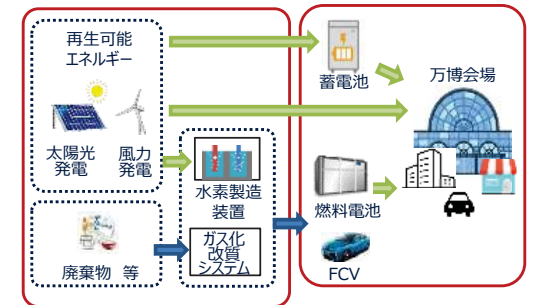 再生可能
エネルギー
太陽光
発電
風力
発電
廃棄物 等
水素製造
装置
ガス化
改質
システム
蓄電池
燃料電池
FCV
万博会場